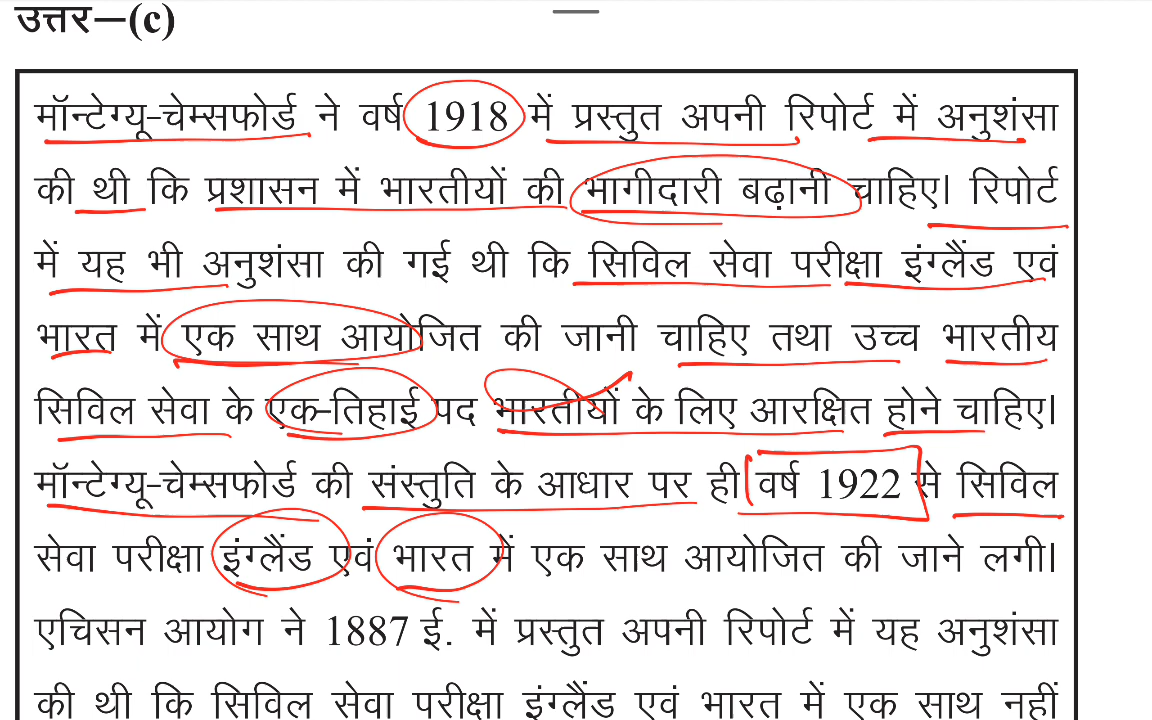 उत्तर–(c)
मॉन्टेग्यू-चेम्सफोर्ड ने वर्ष 1918 में प्रस्तुत अपनी रिपोर्ट में अनुशंसा
की थी कि प्रशासन में भारतीयों की भागीदारी बढ़ानी चाहिए। रिपोर्ट
में यह भी अनुशंसा की गई थी कि सिविल सेवा परीक्षा इंग्लैंड एवं
भारत में एक साथ आयोजित की जानी चाहिए तथा उच्च भारतीय
सिविल सेवा के एक-तिहाई पद भारतीयों के लिए आरक्षित होने चाहिए।
मॉन्टेग्यू-चेम्सफोर्ड की संस्तुति के आधार पर ही वर्ष 1922 से सिविल
सेवा परीक्षा इंग्लैंड एवं भारत में एक साथ आयोजित की जाने लगी।
एचिसन आयोग ने 1887 ई. में प्रस्तुत अपनी रिपोर्ट में यह अनुशंसा
की थी कि सिविल सेवा परीक्षा इंग्लैंड एवं भारत में एक साथ नहीं